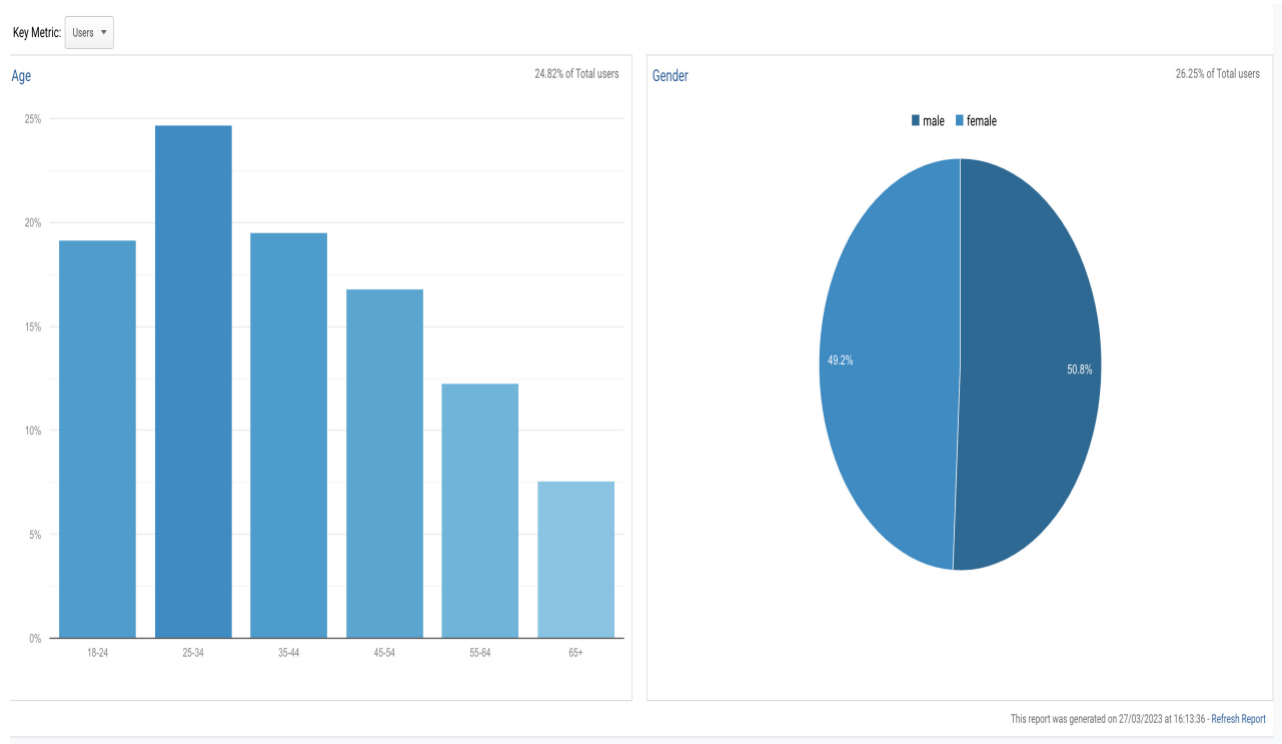 Key Metric: Users
Age
24.82% of Total users
25%
20%
15%
10%
5%
0%
18-24 25-34 35-44 45-54 55-64 65+
Gender
26.25% of Total users
male female
49.2%
50.8%
This report was generated on 27/03/2023 at 16:13:36 - Refresh Report